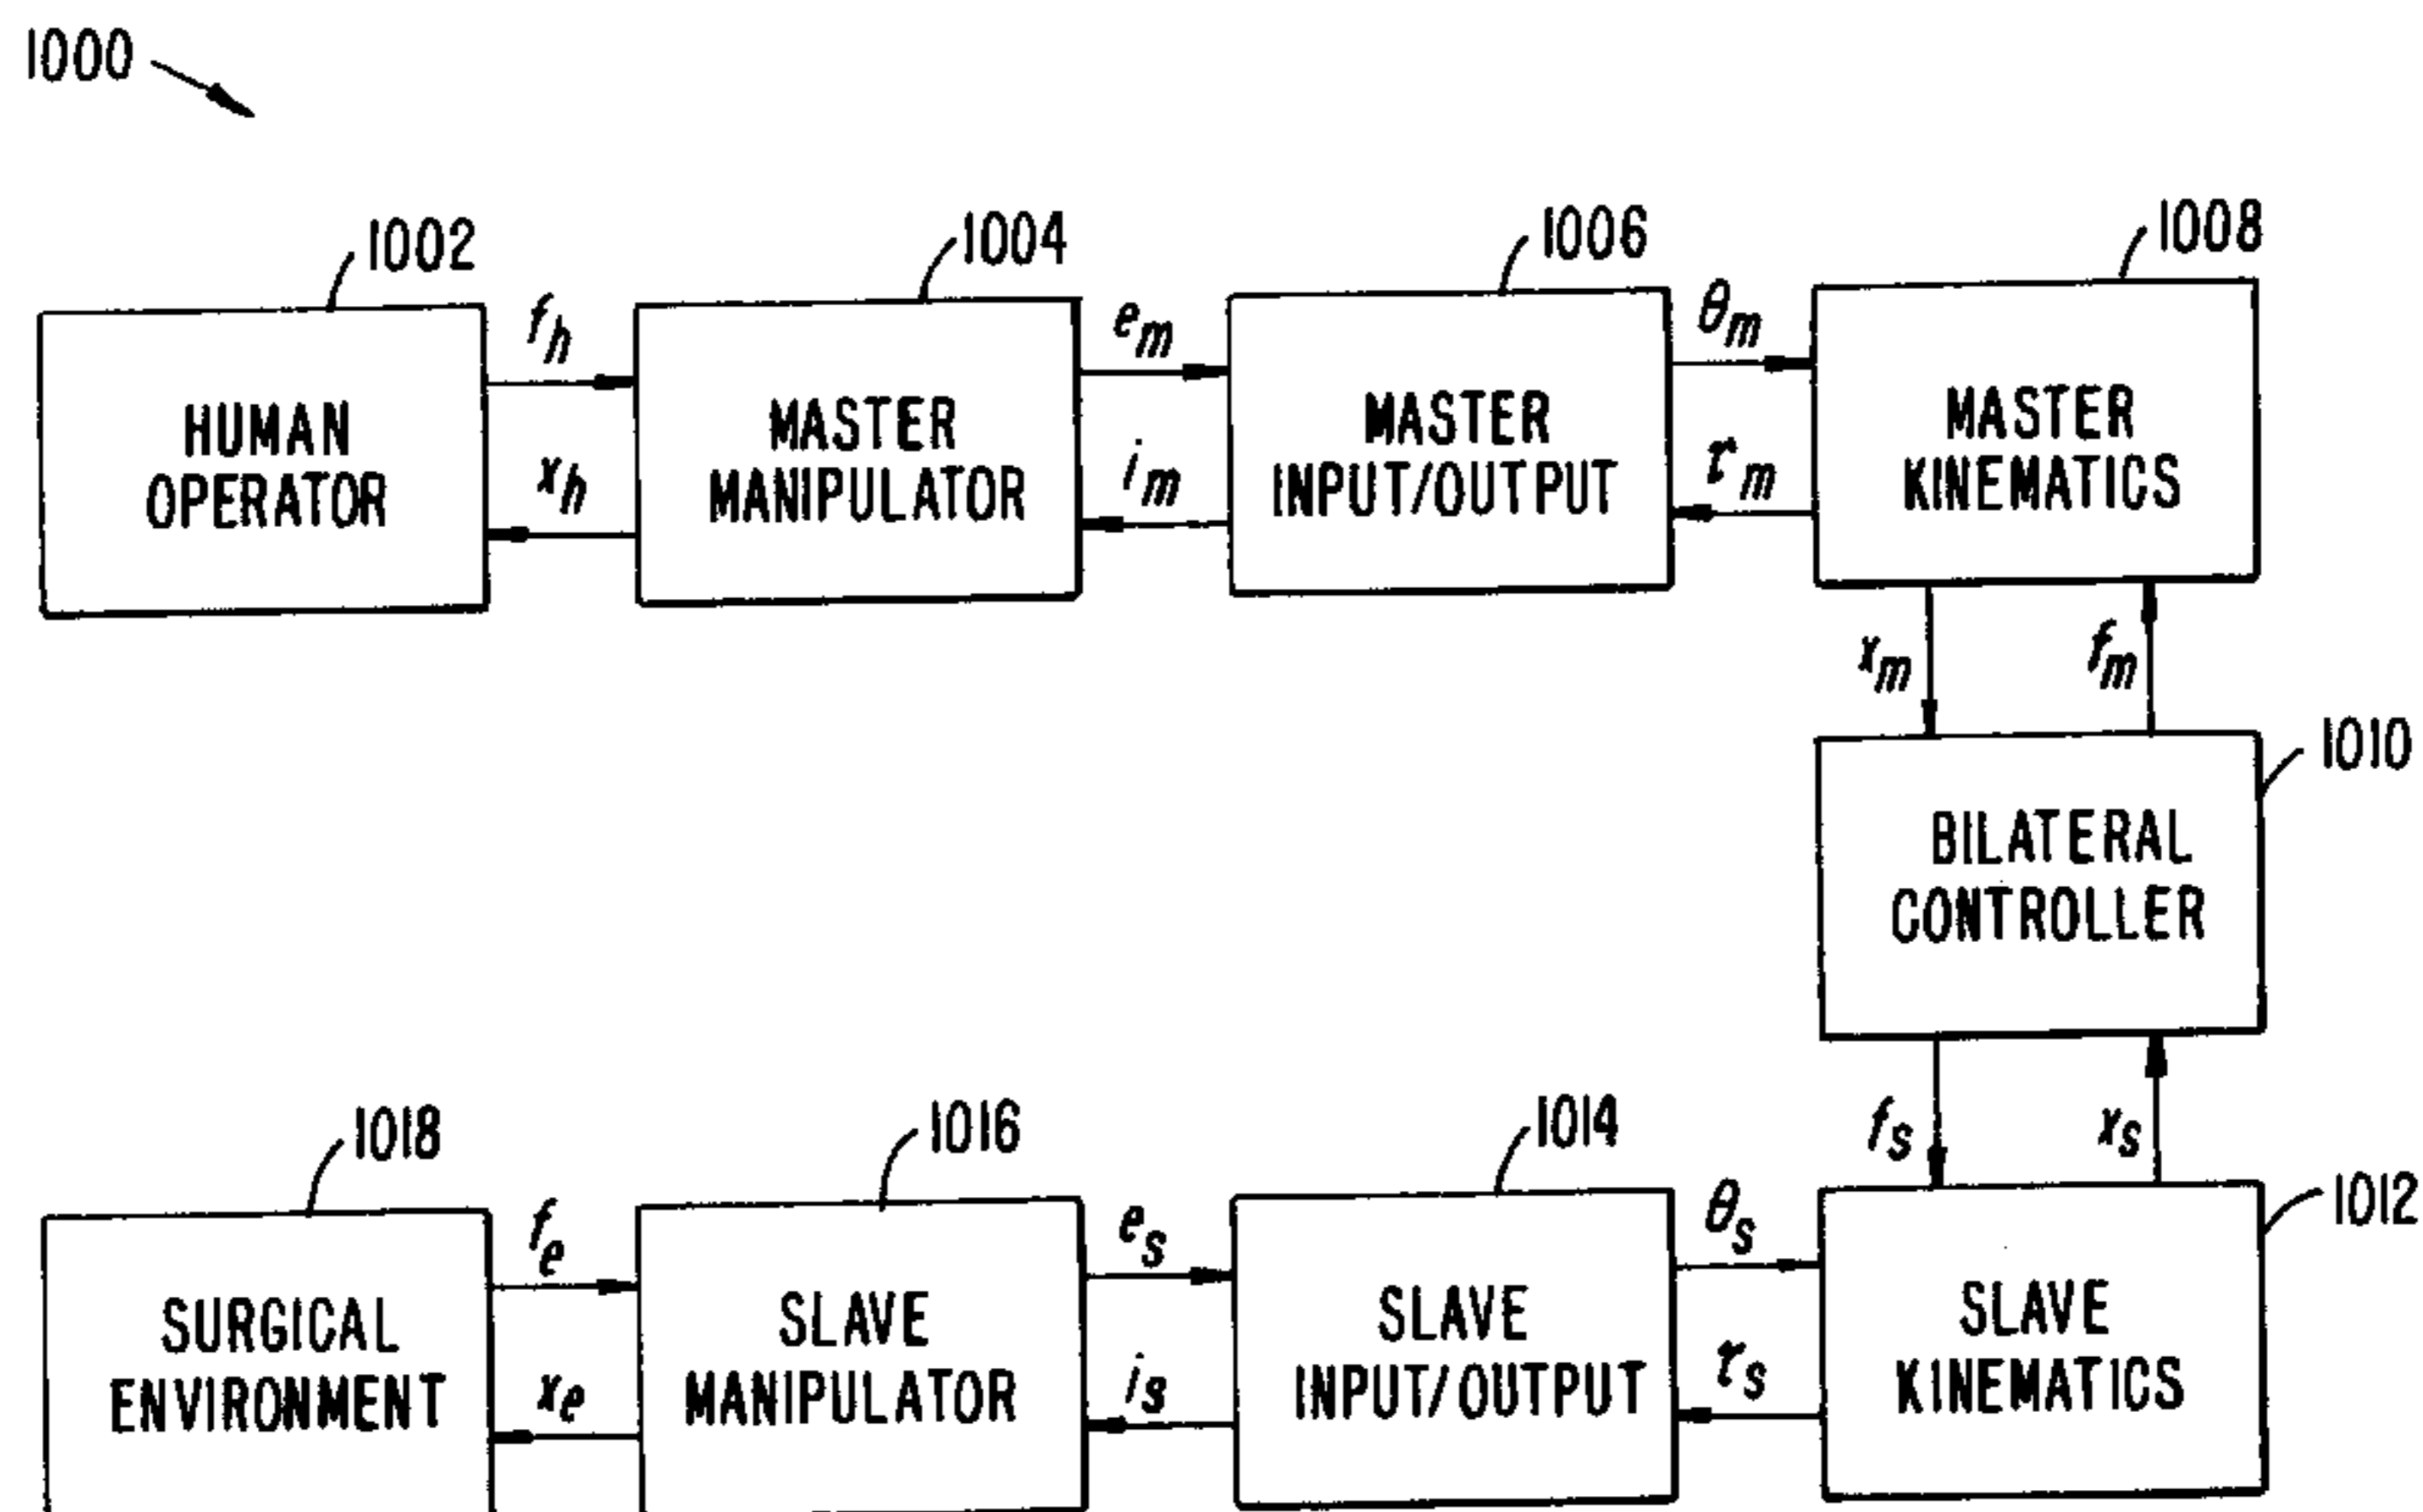 1000
1002
1004
1006
1008
f_h
e_m
θ_m
HUMAN
OPERATOR
MASTER
MANIPULATOR
MASTER
INPUT/OUTPUT
MASTER
KINEMATICS
x_h
i_m
τ_m
x_m
f_m
1010
BILATERAL
CONTROLLER
f_s
x_s
1018
1016
1014
1012
f_e
e_s
θ_s
SURGICAL
ENVIRONMENT
SLAVE
MANIPULATOR
SLAVE
INPUT/OUTPUT
SLAVE
KINEMATICS
x_e
i_s
τ_s